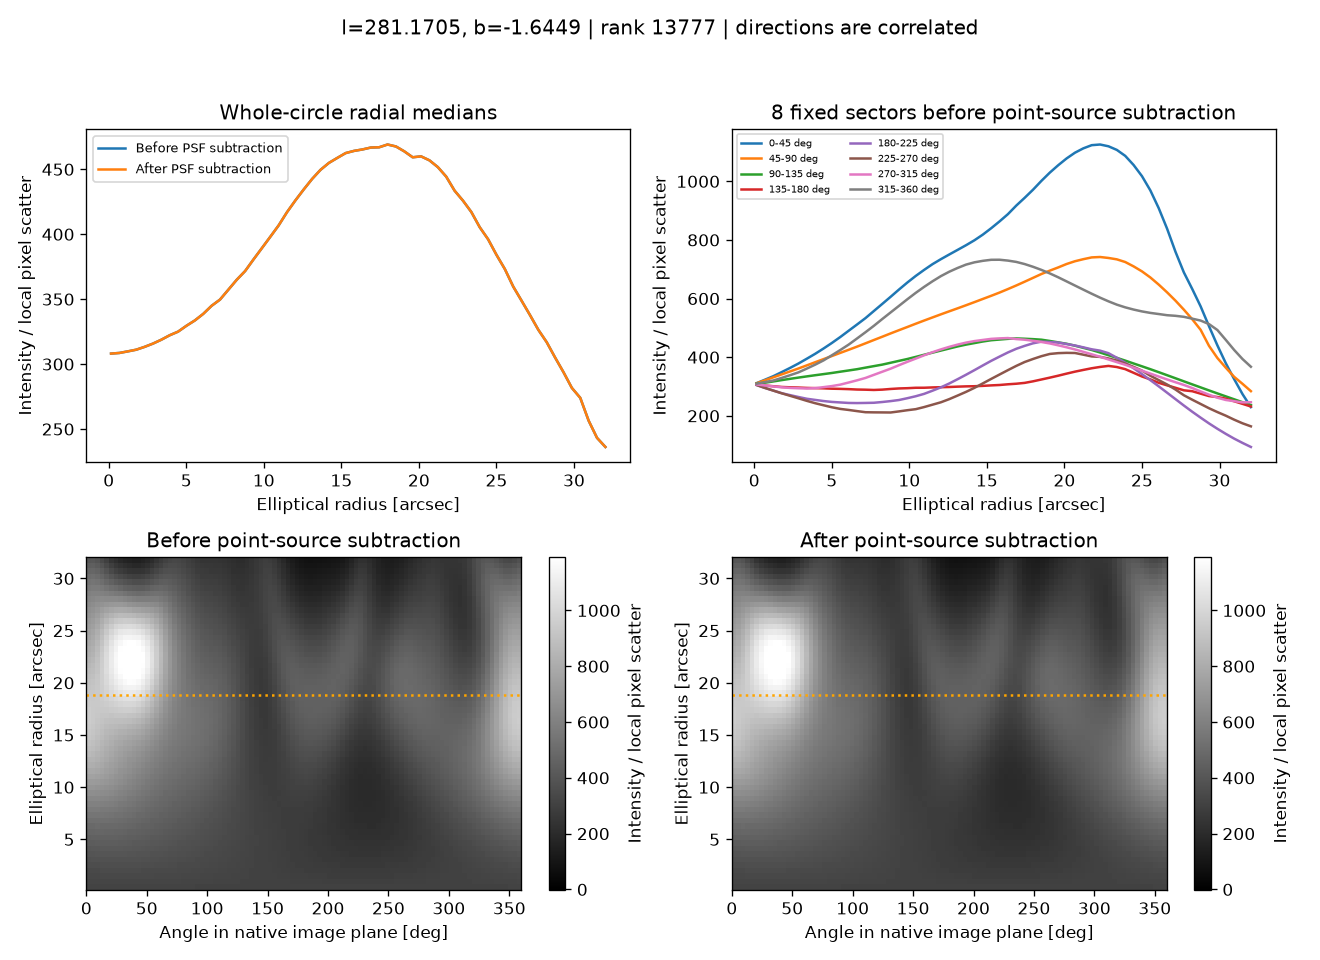 l=281.1705, b=-1.6449 | rank 13777 | directions are correlated
Whole-circle radial medians
Before PSF subtraction
After PSF subtraction
450
400
350
300
250
Intensity / local pixel scatter
0 5 10 15 20 25 30
Elliptical radius [arcsec]
8 fixed sectors before point-source subtraction
0-45 deg
45-90 deg
90-135 deg
135-180 deg
180-225 deg
225-270 deg
270-315 deg
315-360 deg
1000
800
600
400
200
Intensity / local pixel scatter
0 5 10 15 20 25 30
Elliptical radius [arcsec]
Before point-source subtraction
30
25
20
15
10
5
Elliptical radius [arcsec]
0 50 100 150 200 250 300 350
Angle in native image plane [deg]
1000
800
600
400
200
0
Intensity / local pixel scatter
After point-source subtraction
30
25
20
15
10
5
Elliptical radius [arcsec]
0 50 100 150 200 250 300 350
Angle in native image plane [deg]
1000
800
600
400
200
0
Intensity / local pixel scatter